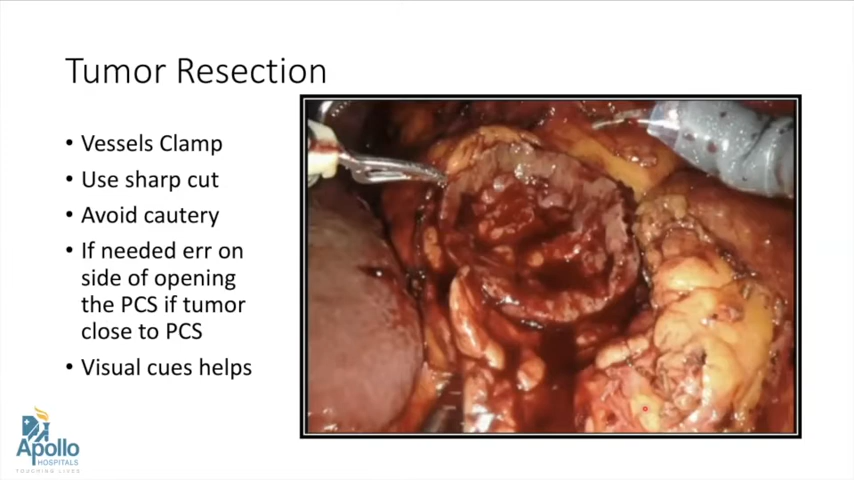 Tumor Resection
• Vessels Clamp
• Use sharp cut
• Avoid cautery
• If needed err on
side of opening
the PCS if tumor
close to PCS
• Visual cues helps
Apollo
HOSPITALS
TOUCHING LIVES